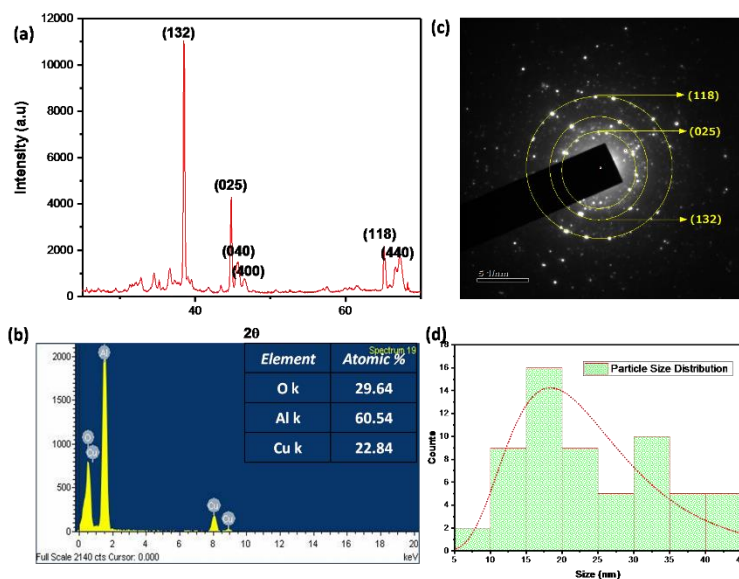 (a)
(132)
(025)
(040)
(400)
(118)
(440)
12000
10000
8000
6000
4000
2000
0
Intensity (a.u)
40
60
2θ
(c)
(118)
(025)
(132)
(b)
Spectrum 19
2000
1500
1000
500
0
Al
O
Cu
Cu
Cu
Element Atomic %
O k 29.64
Al k 60.54
Cu k 22.84
0 2 4 6 8 10 12 14 16 18 20
Full Scale 2140 cts Cursor: 0.000
keV
(d)
18
16
14
12
10
8
6
4
2
0
Counts
Particle Size Distribution
5 10 15 20 25 30 35 40
Size (nm)